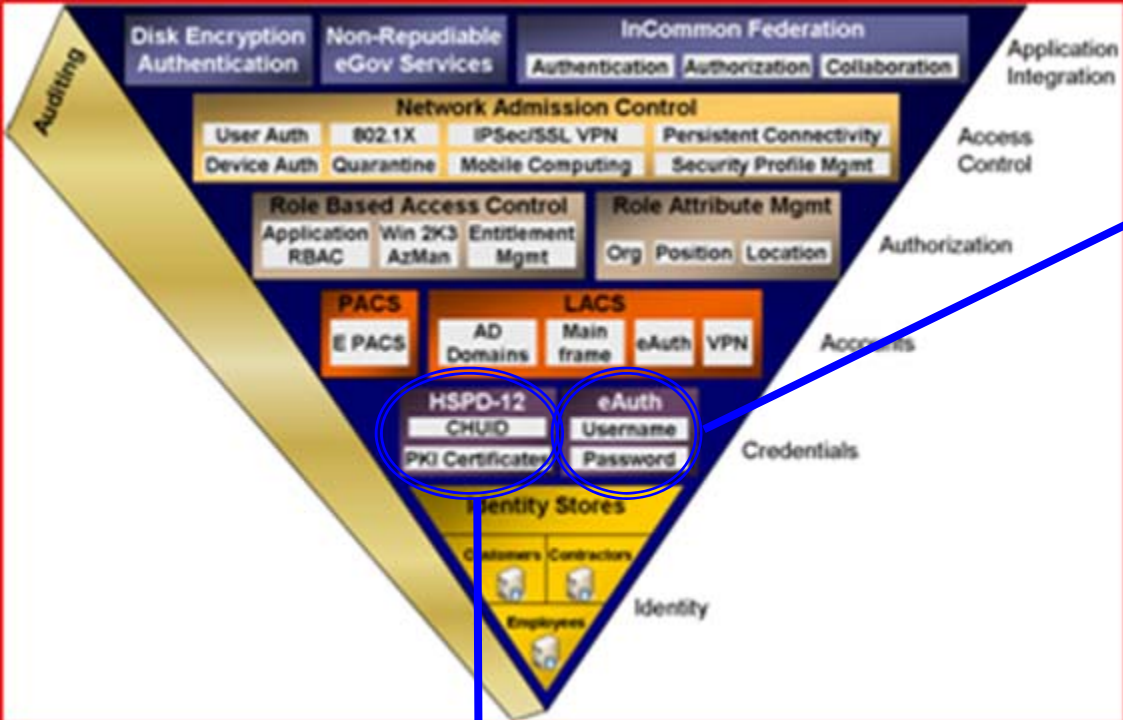 Auditing
Disk Encryption
Authentication
Non-Repudiable
eGov Services
InCommon Federation
Authentication Authorization Collaboration
Application
Integration
Network Admission Control
User Auth 802.1X IPSec/SSL VPN Persistent Connectivity
Device Auth Quarantine Mobile Computing Security Profile Mgmt
Access
Control
Role Based Access Control
Application
RBAC
Win 2K3
AzMan
Entitlement
Mgmt
Role Attribute Mgmt
Org Position Location
Authorization
PACS
E PACS
LACS
AD
Domains
Main
frame
eAuth
VPN
Accounts
HSPD-12
CHUID
PKI Certificates
eAuth
Username
Password
Credentials
Identity Stores
Customers Contractors
Employees
Identity